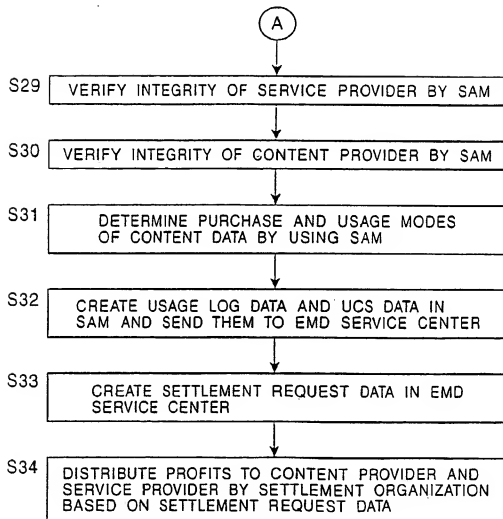 A
S29 VERIFY INTEGRITY OF SERVICE PROVIDER BY SAM
S30 VERIFY INTEGRITY OF CONTENT PROVIDER BY SAM
S31 DETERMINE PURCHASE AND USAGE MODES
OF CONTENT DATA BY USING SAM
S32 CREATE USAGE LOG DATA AND UCS DATA IN
SAM AND SEND THEM TO EMD SERVICE CENTER
S33 CREATE SETTLEMENT REQUEST DATA IN EMD
SERVICE CENTER
S34 DISTRIBUTE PROFITS TO CONTENT PROVIDER AND
SERVICE PROVIDER BY SETTLEMENT ORGANIZATION
BASED ON SETTLEMENT REQUEST DATA